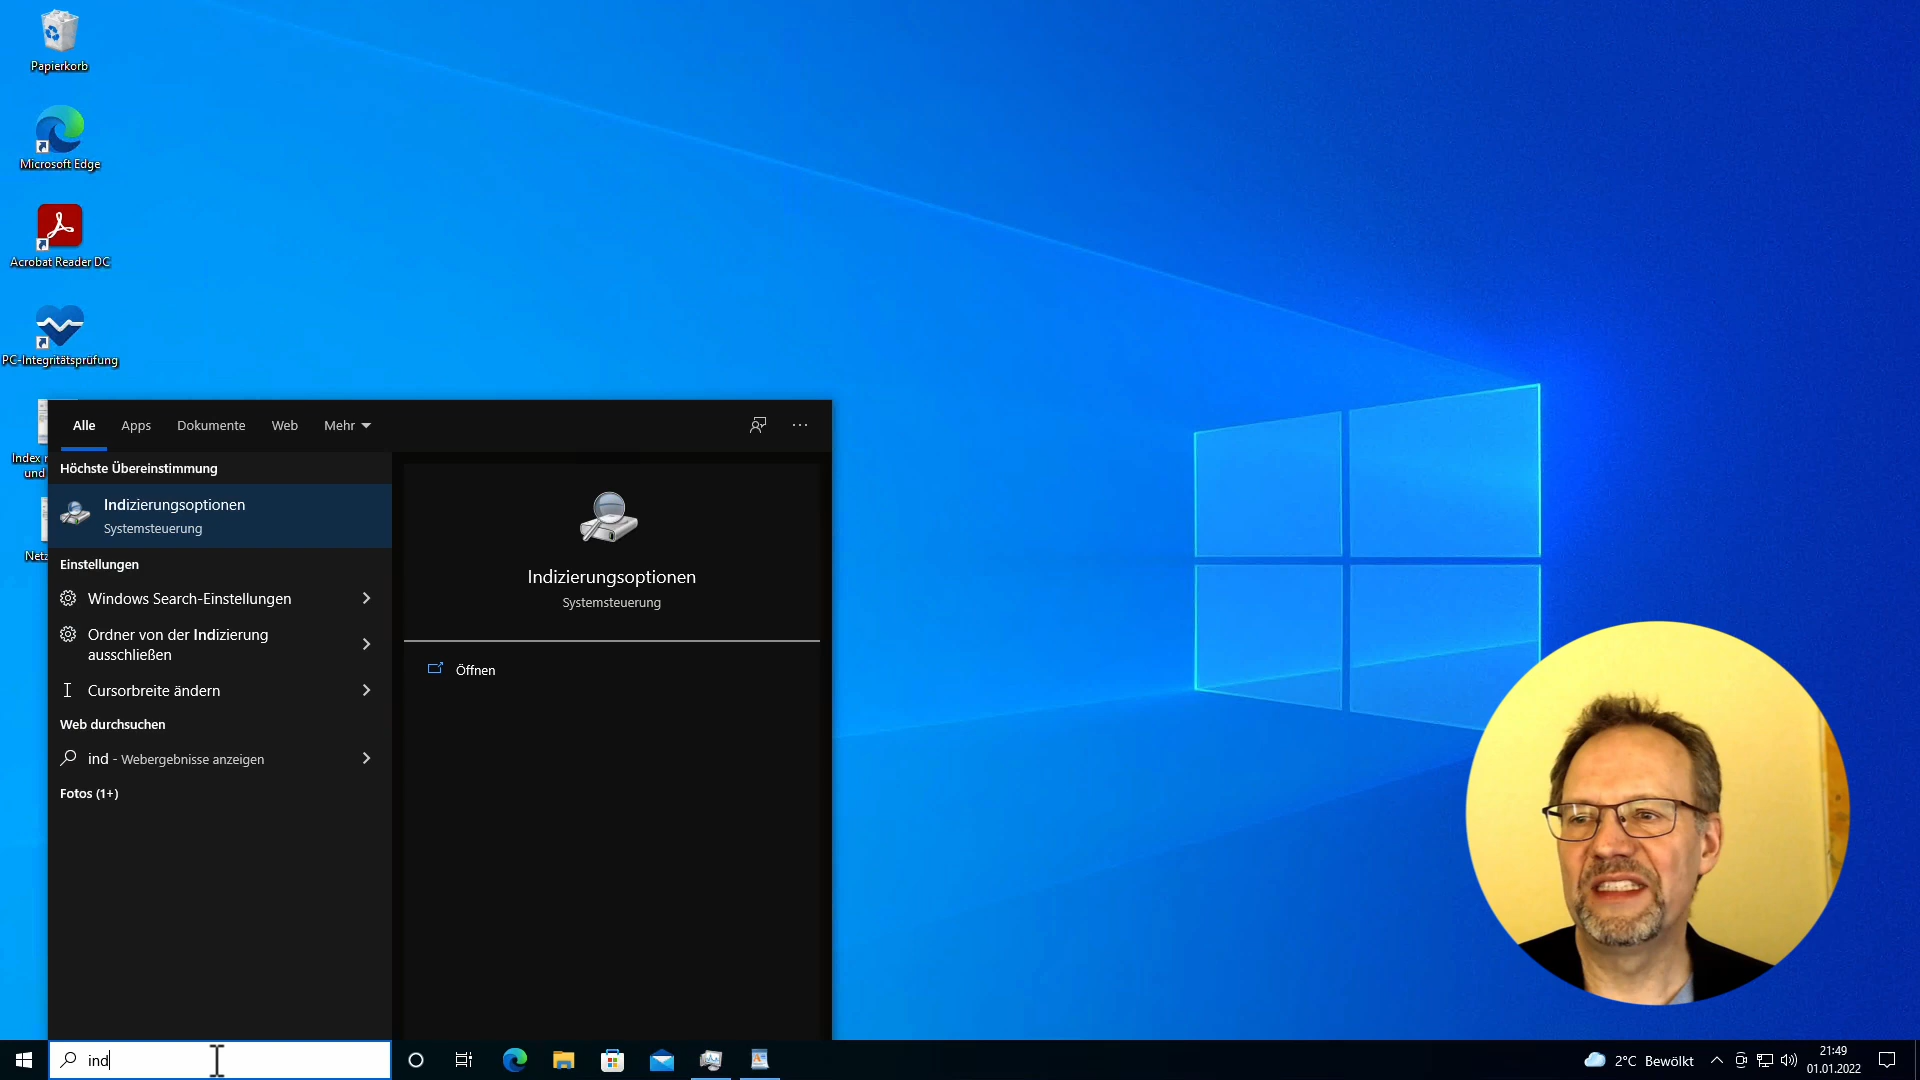 Papierkorb
Microsoft Edge
Acrobat Reader DC
PC-Integritätsprüfung
Index
und
Alle Apps Dokumente Web Mehr
Höchste Übereinstimmung
Indizierungsoptionen
Systemsteuerung
Einstellungen
Windows Search-Einstellungen
Ordner von der Indizierung
ausschließen
Cursorbreite ändern
Web durchsuchen
ind - Webergebnisse anzeigen
Fotos (1+)
Indizierungsoptionen
Systemsteuerung
Öffnen
ind
2°C Bewölkt
21:49
01.01.2022